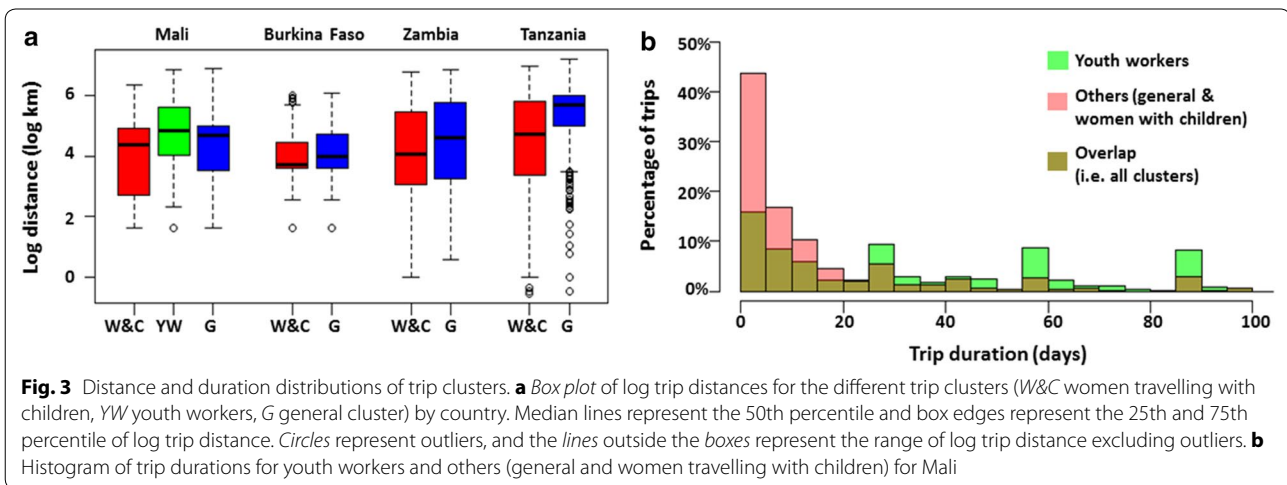 a
Mali Burkina Faso Zambia Tanzania
Log distance (log km)
6
4
2
0
W&C YW G W&C G W&C G W&C G
b
50%
40%
30%
20%
10%
0%
Percentage of trips
Youth workers
Others (general &
women with children)
Overlap
(i.e. all clusters)
0 20 40 60 80 100
Trip duration (days)
Fig. 3 Distance and duration distributions of trip clusters. a Box plot of log trip distances for the different trip clusters (W&C women travelling with
children, YW youth workers, G general cluster) by country. Median lines represent the 50th percentile and box edges represent the 25th and 75th
percentile of log trip distance. Circles represent outliers, and the lines outside the boxes represent the range of log trip distance excluding outliers. b
Histogram of trip durations for youth workers and others (general and women travelling with children) for Mali